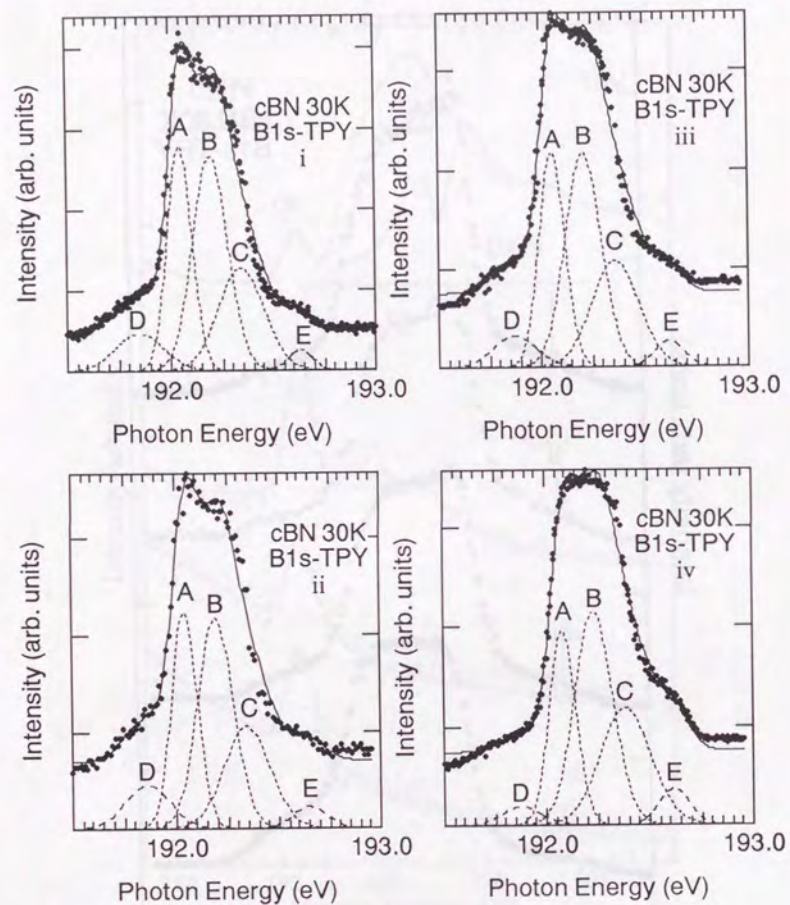 Intensity (arb. units)
cBN 30K
B1s-TPY
i
A
B
C
D
E
192.0
193.0
Photon Energy (eV)
Intensity (arb. units)
cBN 30K
B1s-TPY
iii
A
B
C
D
E
192.0
193.0
Photon Energy (eV)
Intensity (arb. units)
cBN 30K
B1s-TPY
ii
A
B
C
D
E
192.0
193.0
Photon Energy (eV)
Intensity (arb. units)
cBN 30K
B1s-TPY
iv
A
B
C
D
E
192.0
193.0
Photon Energy (eV)